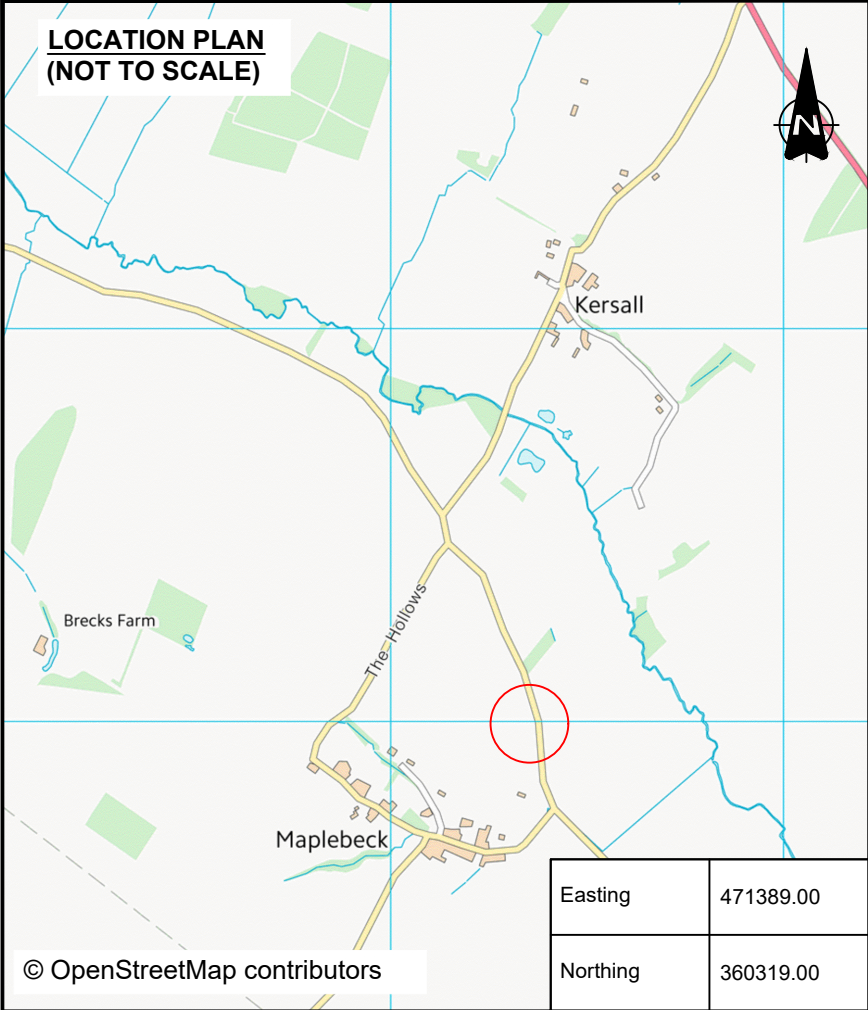 LOCATION PLAN
(NOT TO SCALE)
N
Kersall
Brecks Farm
The Hollows
Maplebeck
Easting 471389.00
Northing 360319.00
© OpenStreetMap contributors